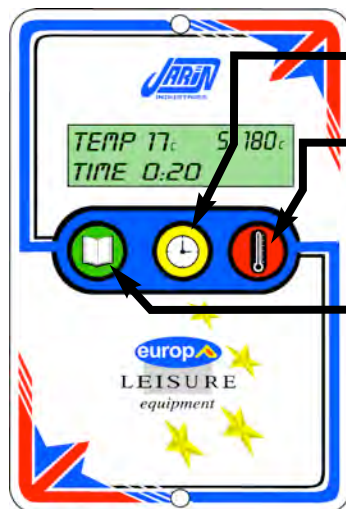 JARIN
INDUSTRIES
TEMP 17c S 180c
TIME 0:20
europa
LEISURE
equipment